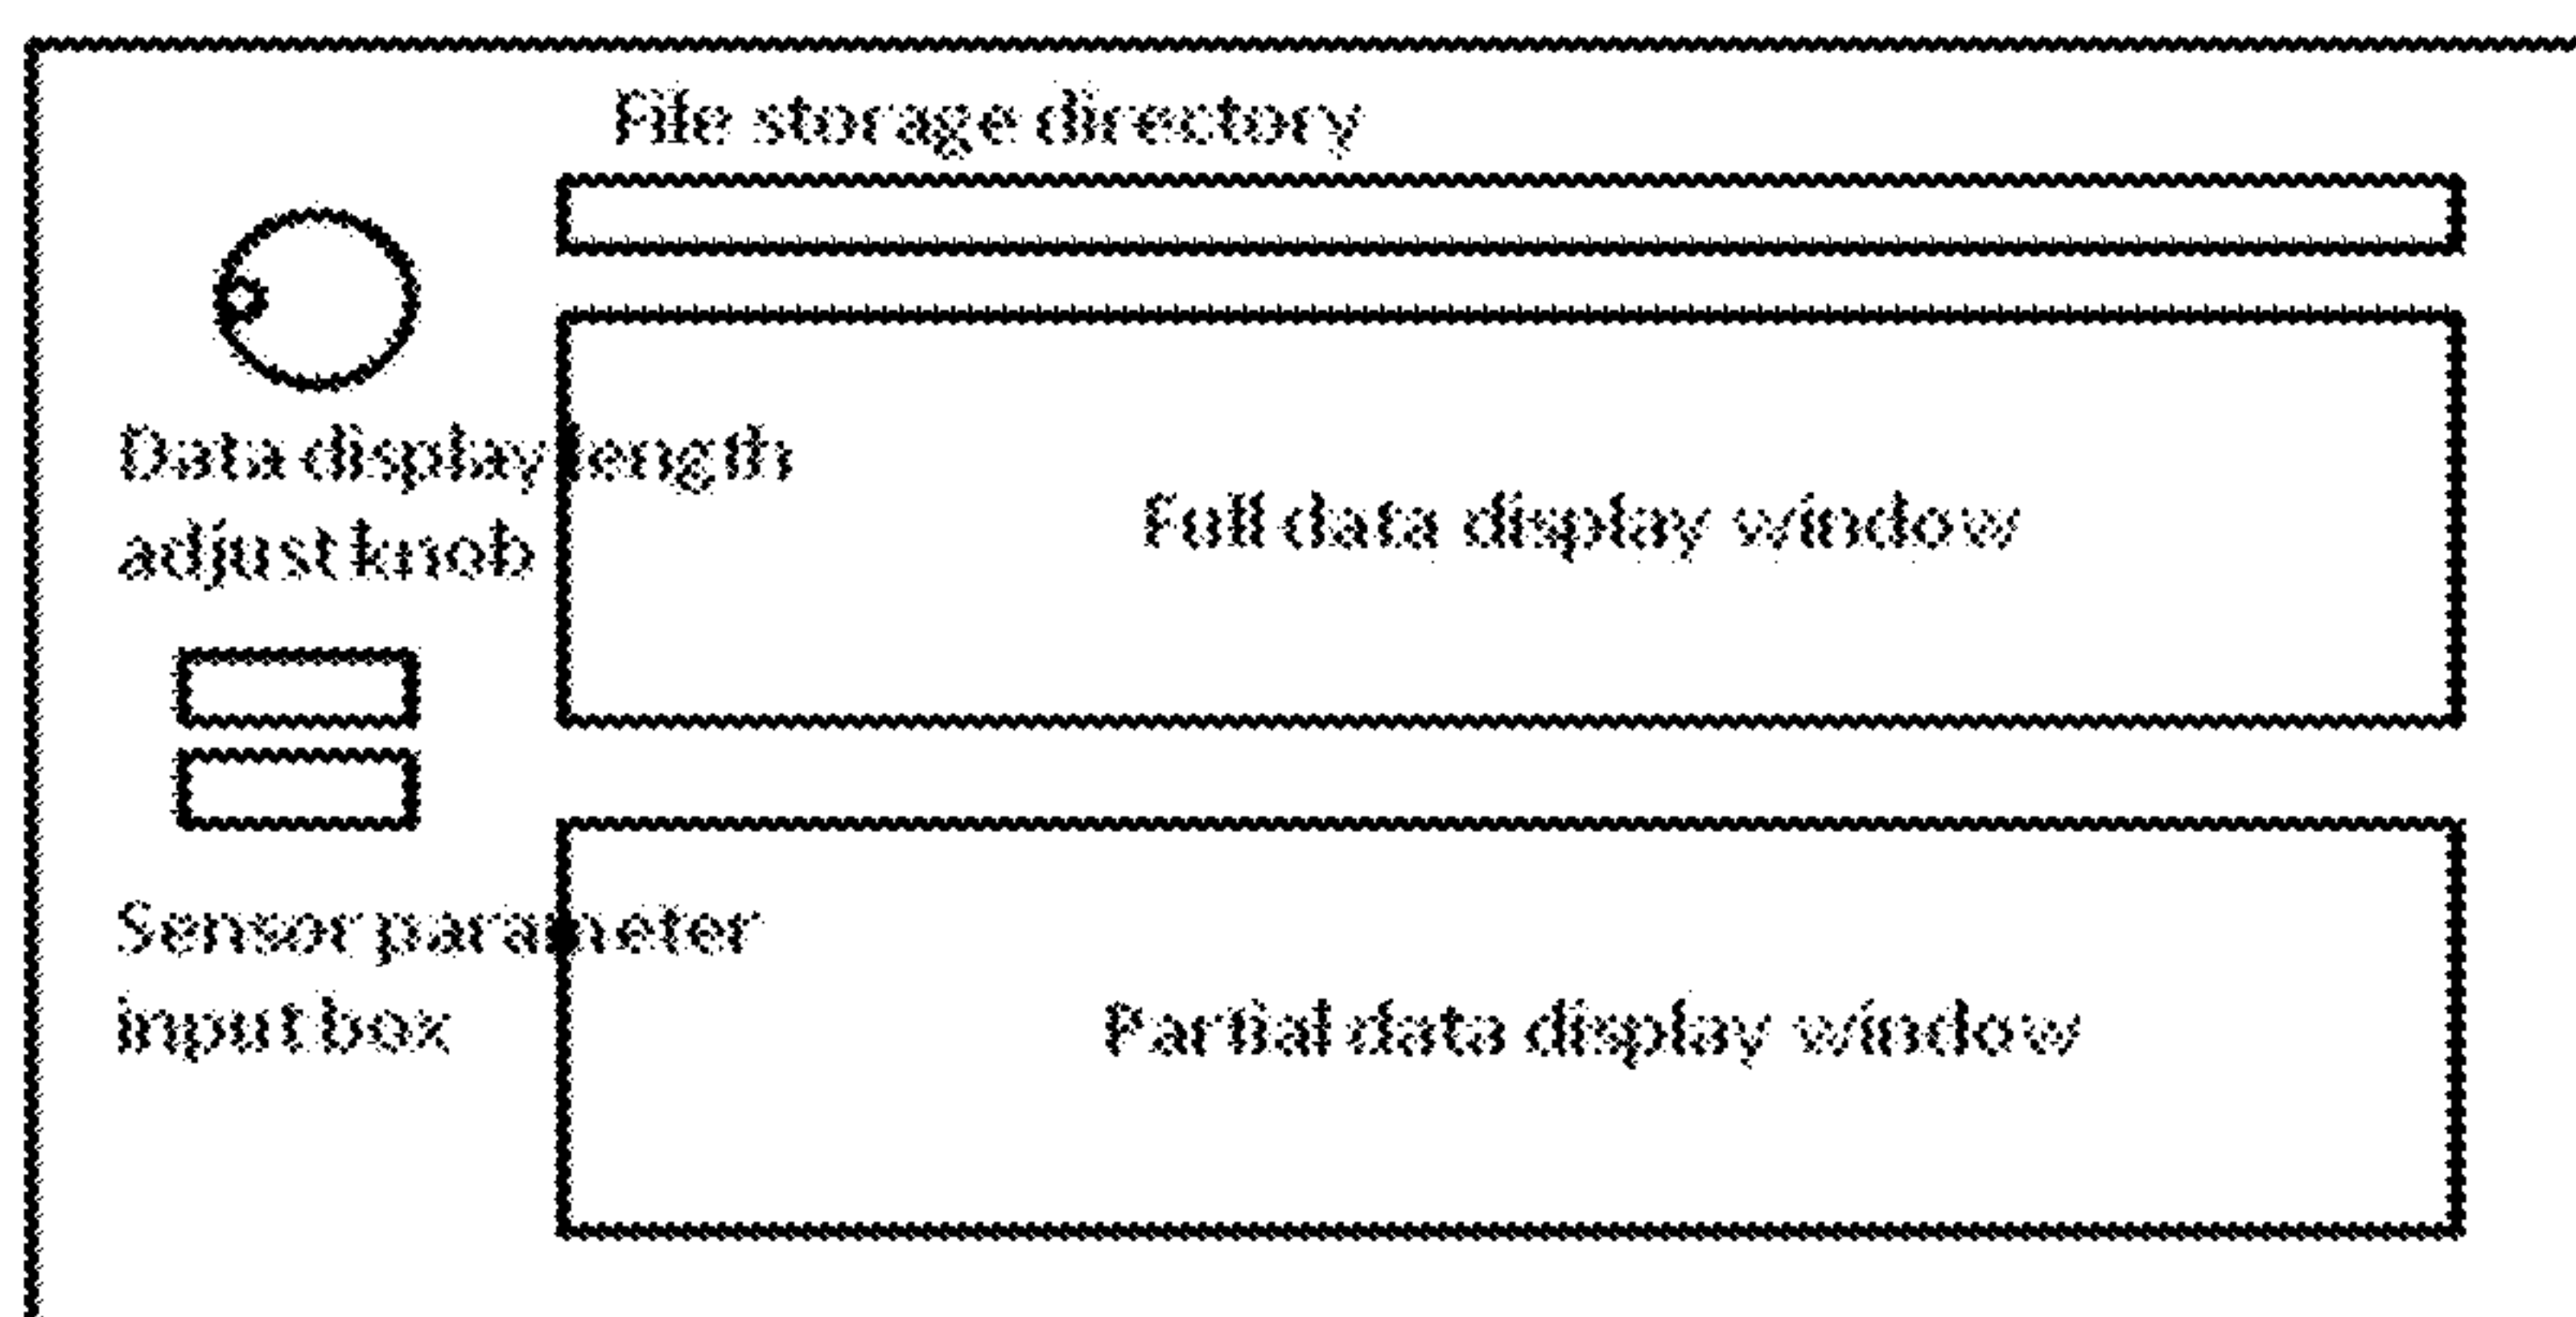 File storage directory
Data display length
adjust knob
Full data display window
Sensor parameter
input box
Partial data display window